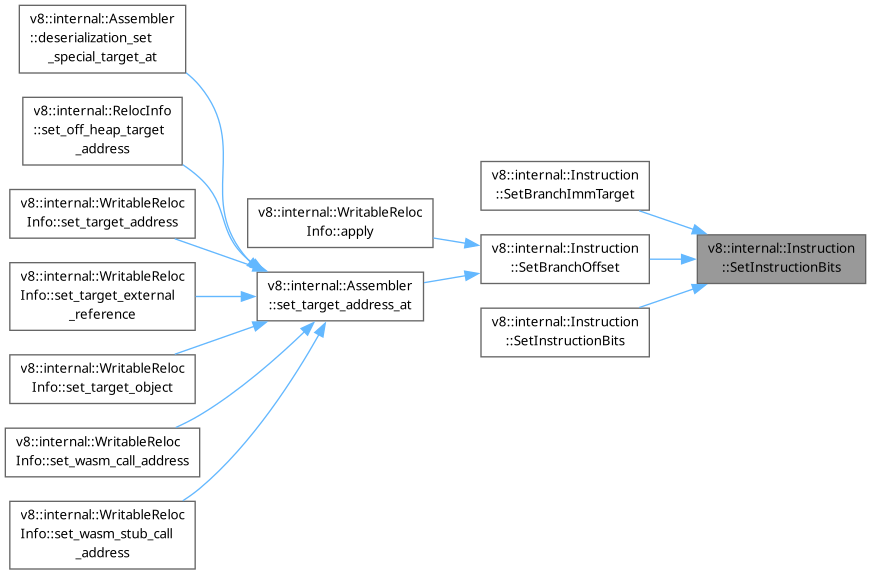 v8::internal::Assembler
::deserialization_set
_special_target_at
v8::internal::RelocInfo
::set_off_heap_target
_address
v8::internal::WritableReloc
Info::set_target_address
v8::internal::WritableReloc
Info::set_target_external
_reference
v8::internal::WritableReloc
Info::set_target_object
v8::internal::WritableReloc
Info::set_wasm_call_address
v8::internal::WritableReloc
Info::set_wasm_stub_call
_address
v8::internal::WritableReloc
Info::apply
v8::internal::Assembler
::set_target_address_at
v8::internal::Instruction
::SetBranchImmTarget
v8::internal::Instruction
::SetBranchOffset
v8::internal::Instruction
::SetInstructionBits
v8::internal::Instruction
::SetInstructionBits